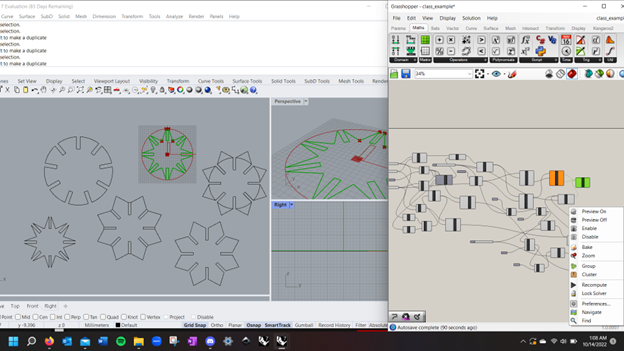 7 Evaluation (83 Days Remaining)
Curve Surface SubD Solid Mesh Dimension Transform Tools Analyze Render Panels Help
selection.
selection.
t to make a duplicate
selection.
t to make a duplicate
t to make a duplicate
CPlanes Set View Display Select Viewport Layout Visibility Transform Curve Tools Surface Tools Solid Tools SubD Tools Mesh Tools
Perspective
Right
Top Front Right
Point Mid Cen Int Perp Tan Quad Knot Vertex Project Disable
y -9.296 z 0 Millimeters Default Grid Snap Ortho Planar Osnap SmartTrack Gumball Record History Filter Absolute
Grasshopper - class_example*
File Edit View Display Solution Help class_example*
Params Maths Sets Vector Curve Surface Mesh Intersect Transform Display Kangaroo2
Domain Matrix Operators Polynomials Script Time Trig Util
34%
Preview On
Preview Off
Enable
Disable
Bake
Zoom
Group
Cluster
Recompute
Lock Solver
Preferences...
Navigate
Find
Autosave complete (90 seconds ago)
1:08 AM
10/14/2022